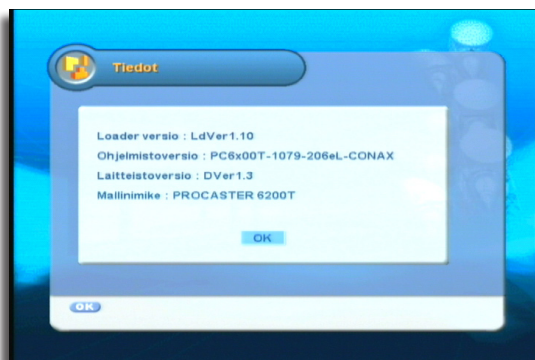 Tiedot
Loader versio : LdVer1.10
Ohjelmistoversio : PC6x00T-1079-206eL-CONAX
Laitteistoversio : DVer1.3
Mallinimike : PROCASTER 6200T
OK
OK